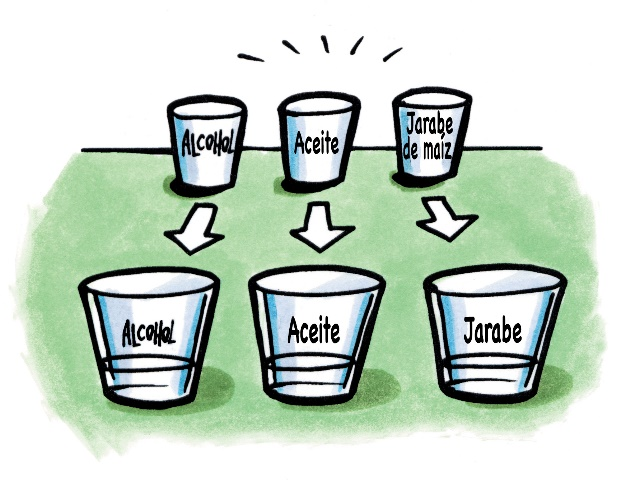 ALCOHOL
Aceite
Jarabe
de maíz
ALCOHOL
Aceite
Jarabe